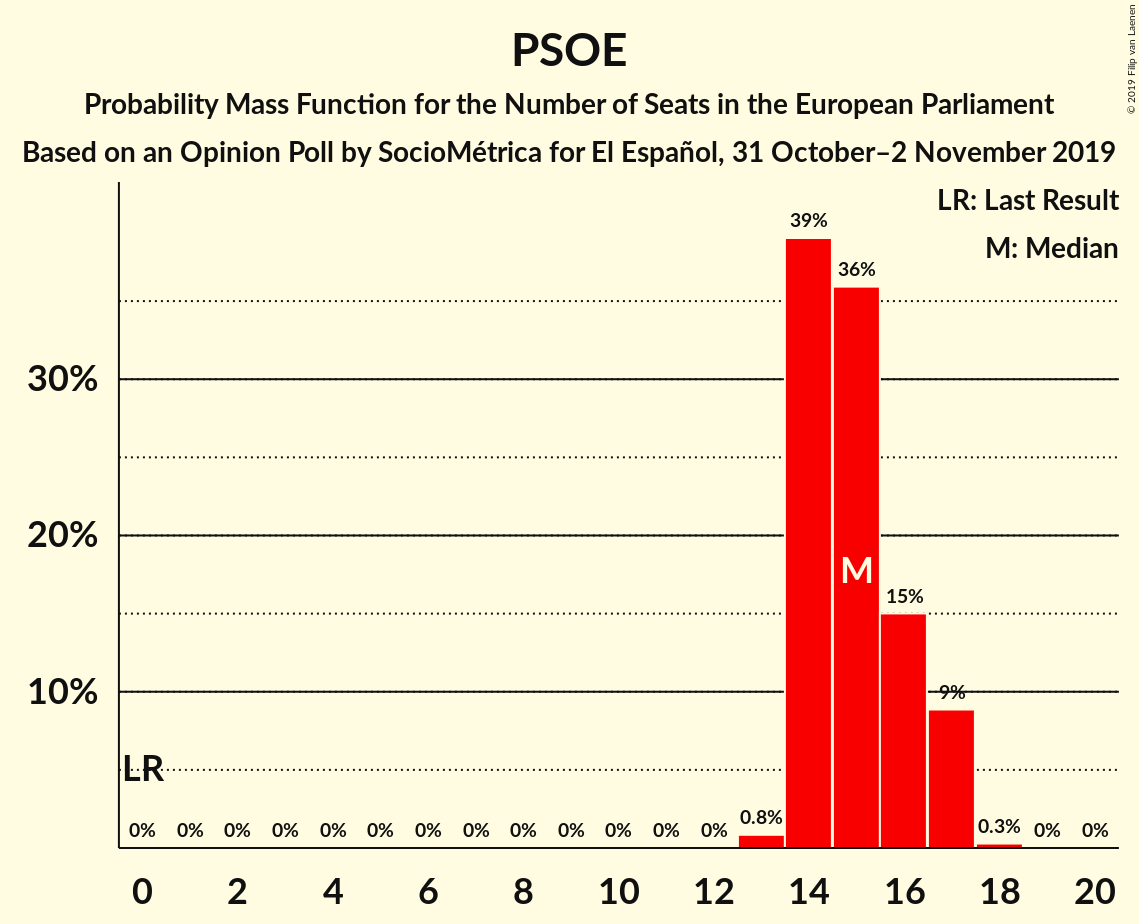 PSOE
Probability Mass Function for the Number of Seats in the European Parliament
Based on an Opinion Poll by SocioMétrica for El Español, 31 October–2 November 2019
© 2019 Filip van Laenen
LR: Last Result
M: Median
39%
36%
30%
20%
M
15%
10%
9%
LR
0% 0% 0% 0% 0% 0% 0% 0% 0% 0% 0% 0% 0% 0.8% 0.3% 0% 0%
0 2 4 6 8 10 12 14 16 18 20